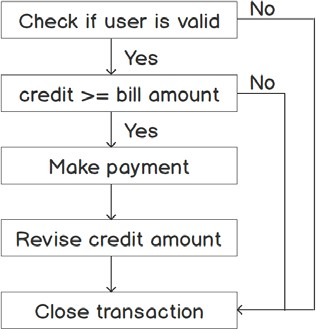 Check if user is valid
No
Yes
credit >= bill amount
No
Yes
Make payment
Revise credit amount
Close transaction